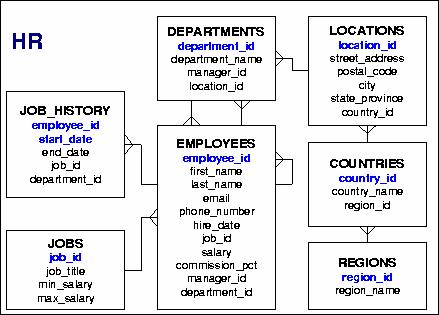 HR
DEPARTMENTS
department_id
department_name
manager_id
location_id
LOCATIONS
location_id
street_address
postal_code
city
state_province
country_id
JOB_HISTORY
employee_id
start_date
end_date
job_id
department_id
EMPLOYEES
employee_id
first_name
last_name
email
phone_number
hire_date
job_id
salary
commission_pct
manager_id
department_id
COUNTRIES
country_id
country_name
region_id
JOBS
job_id
job_title
min_salary
max_salary
REGIONS
region_id
region_name